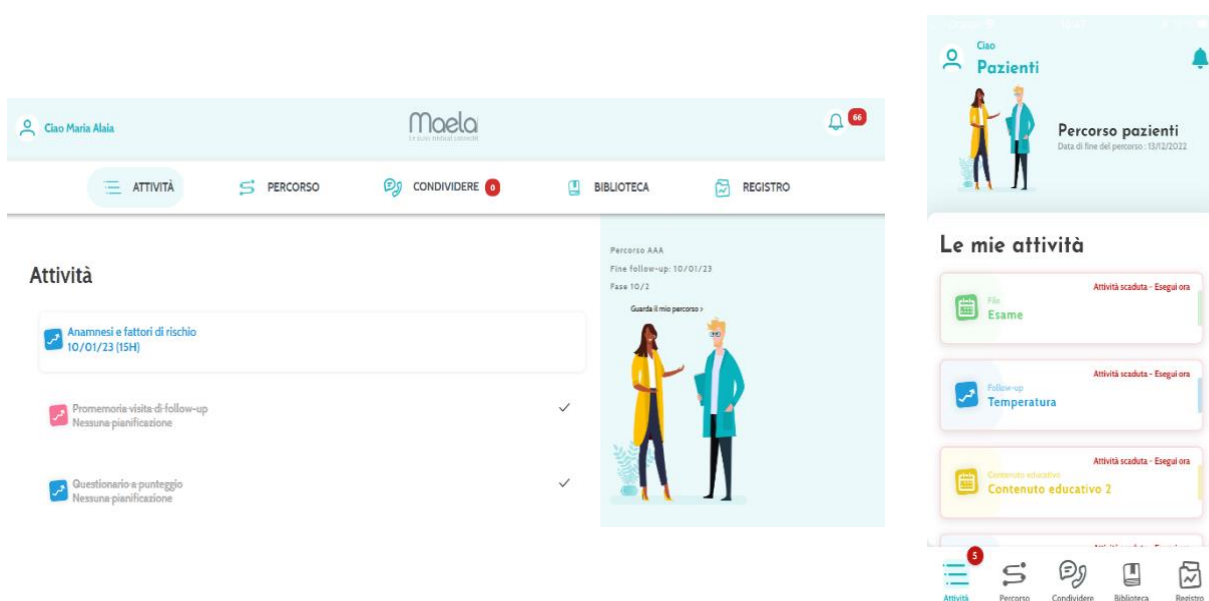 Ciao Maria Alaia
Maela
66
ATTIVITÀ
PERCORSO
CONDIVIDERE 0
BIBLIOTECA
REGISTRO
Attività
Anamnesi e fattori di rischio
10/01/23 (15H)
Promemoria visita di follow-up
Nessuna pianificazione
Questionario a punteggio
Nessuna pianificazione
Percorso AAA
Fine follow-up: 10/01/23
Fase 10/2
Guarda il mio percorso >
Ciao
Pazienti
Percorso pazienti
Data di fine del percorso : 13/12/2022
Le mie attività
Attività scaduta - Esegui ora
File
Esame
Attività scaduta - Esegui ora
Follow-up
Temperatura
Attività scaduta - Esegui ora
Contenuto educativo
Contenuto educativo 2
5
Attività
Percorso
Condividere
Biblioteca
Registro